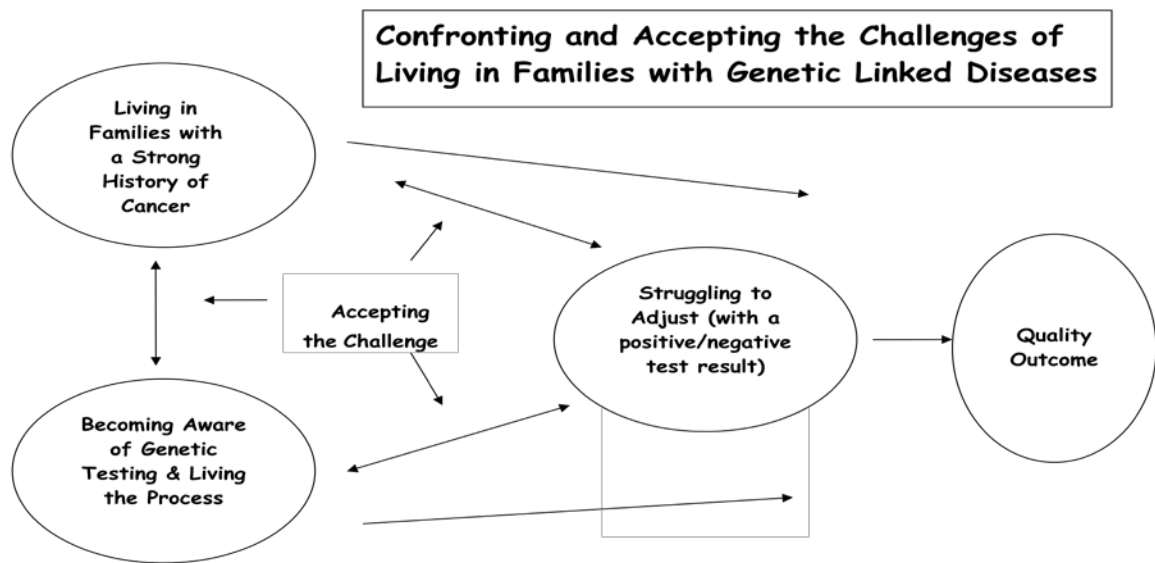 Confronting and Accepting the Challenges of
Living in Families with Genetic Linked Diseases
Living in
Families with
a Strong
History of
Cancer
Accepting
the Challenge
Struggling to
Adjust (with a
positive/negative
test result)
Quality
Outcome
Becoming Aware
of Genetic
Testing & Living
the Process